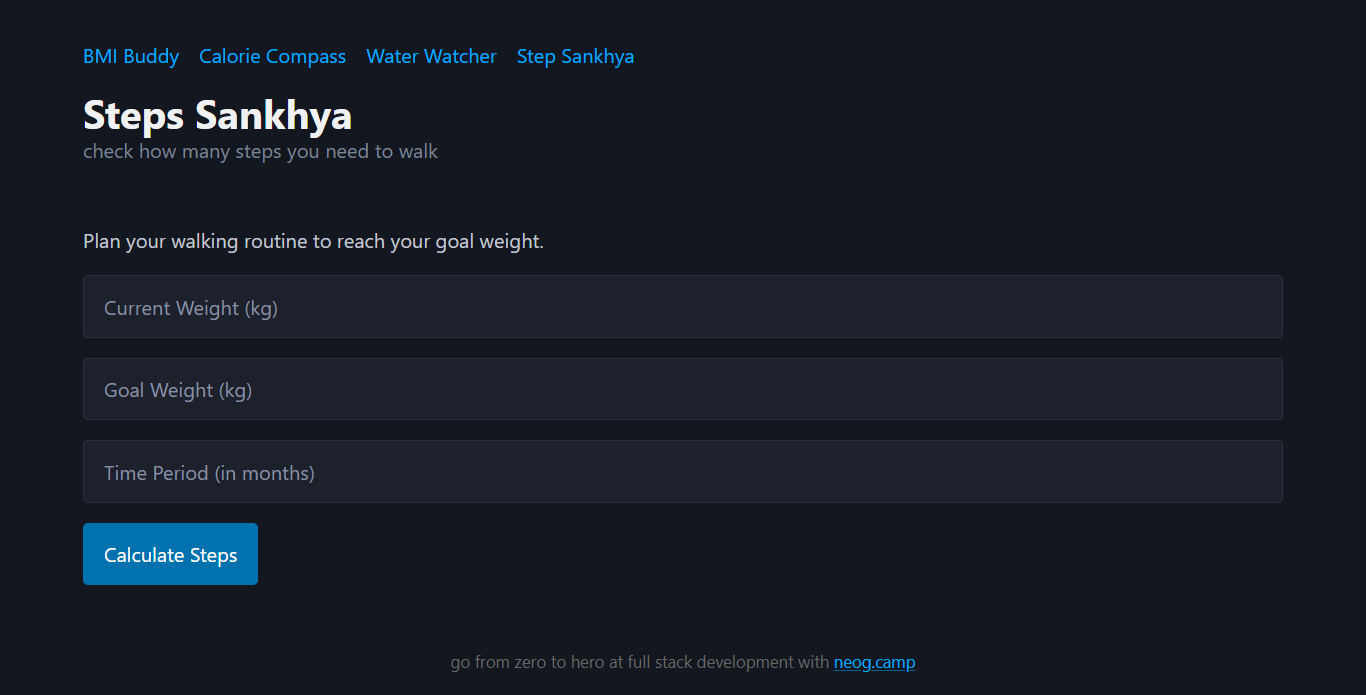 BMI Buddy Calorie Compass Water Watcher Step Sankhya
Steps Sankhya
check how many steps you need to walk
Plan your walking routine to reach your goal weight.
Current Weight (kg)
Goal Weight (kg)
Time Period (in months)
Calculate Steps
go from zero to hero at full stack development with neog.camp